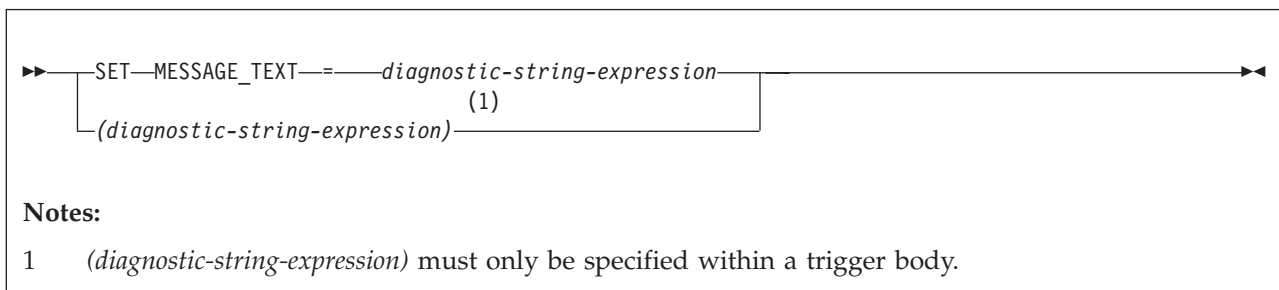 SET MESSAGE_TEXT = diagnostic-string-expression
(1)
(diagnostic-string-expression)
Notes:
1 (diagnostic-string-expression) must only be specified within a trigger body.